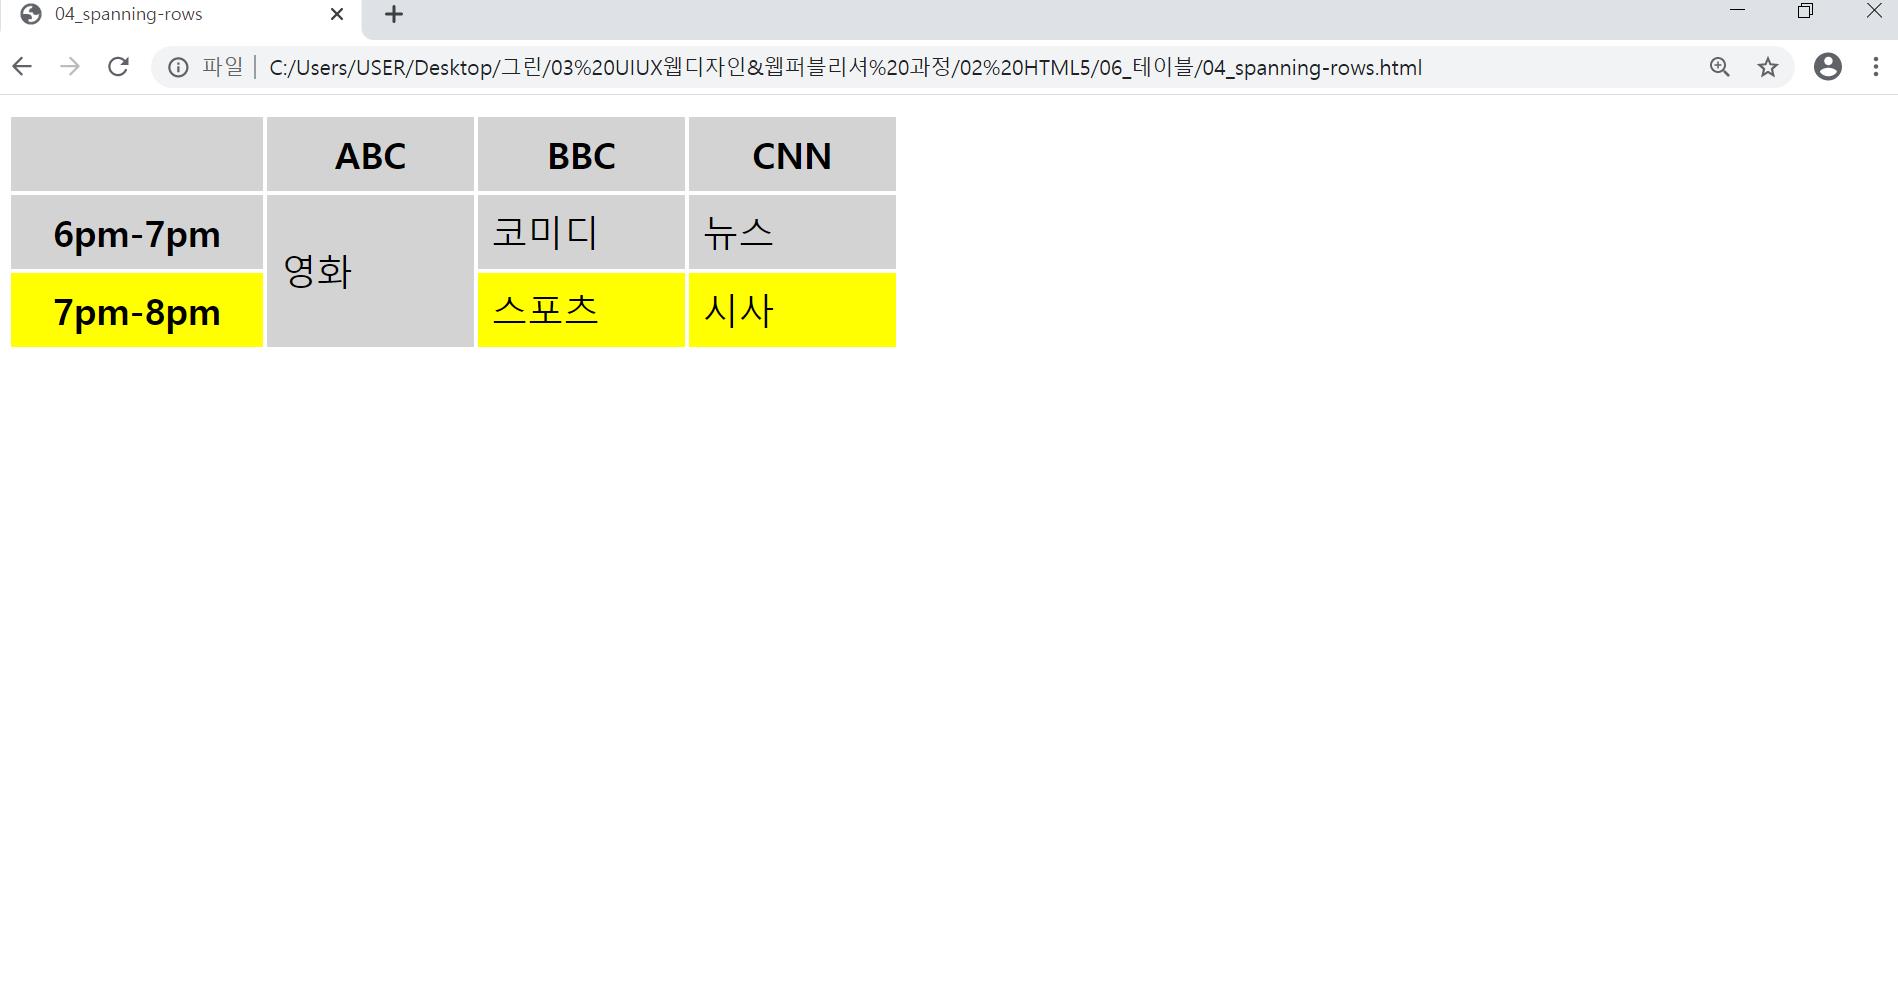 04_spanning-rows
파일 | C:/Users/USER/Desktop/그린/03%20UIUX웹디자인&웹퍼블리셔%20과정/02%20HTML5/06_테이블/04_spanning-rows.html
ABC BBC CNN
6pm-7pm 영화 코미디 뉴스
7pm-8pm 스포츠 시사